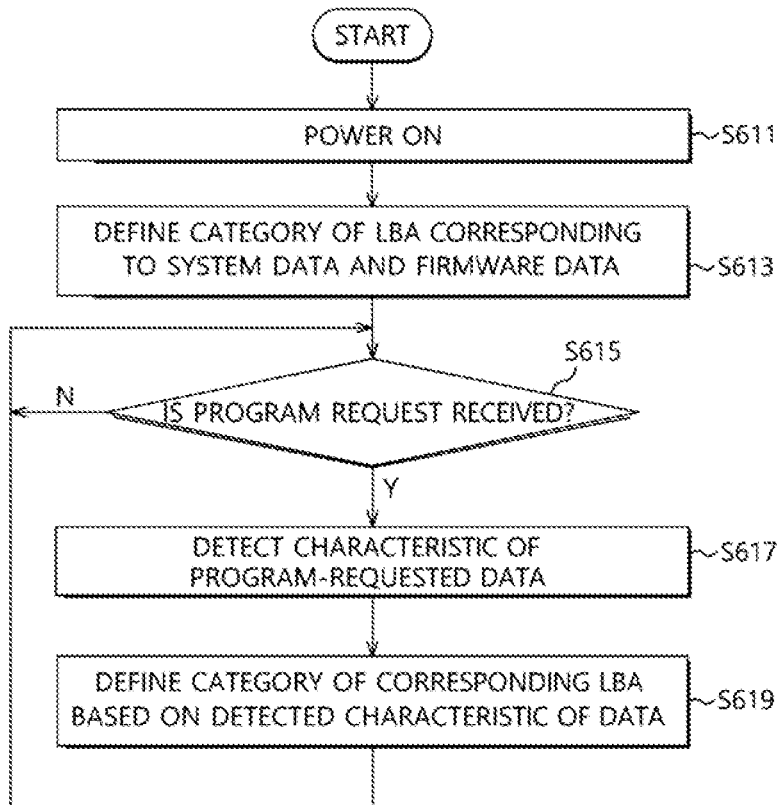 START
POWER ON
S611
DEFINE CATEGORY OF LBA CORRESPONDING
TO SYSTEM DATA AND FIRMWARE DATA
S613
S615
N
IS PROGRAM REQUEST RECEIVED?
Y
DETECT CHARACTERISTIC OF
PROGRAM-REQUESTED DATA
S617
DEFINE CATEGORY OF CORRESPONDING LBA
BASED ON DETECTED CHARACTERISTIC OF DATA
S619